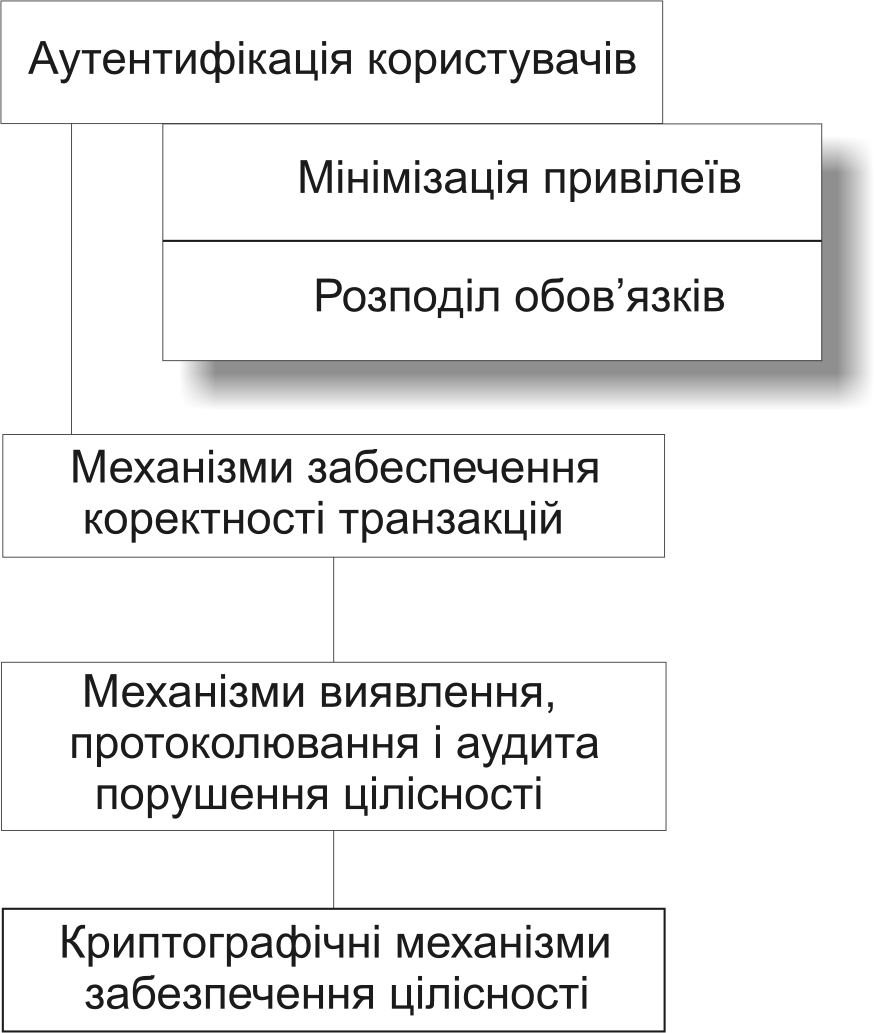 Аутентифікація користувачів
Мінімізація привілеїв
Розподіл обов’язків
Механізми забеспечення
коректності транзакцій
Механізми виявлення,
протоколювання і аудита
порушення цілісності
Криптографічні механізми
забезпечення цілісності